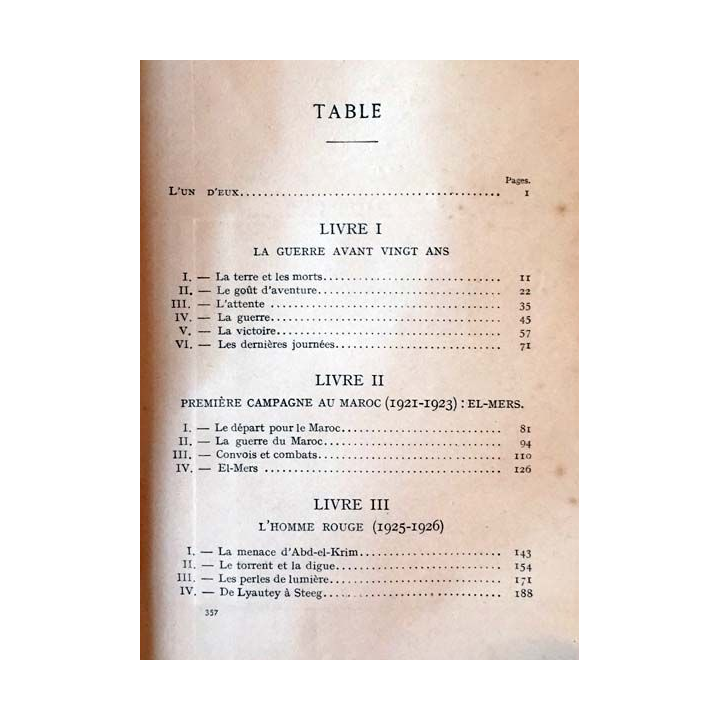 TABLE
Pages.
L'UN D'EUX........................................ 1
LIVRE I
LA GUERRE AVANT VINGT ANS
I. — La terre et les morts........................... 11
II. — Le goût d'aventure............................ 22
III. — L'attente ................................... 35
IV. — La guerre................................... 45
V. — La victoire.................................. 57
VI. — Les dernières journées......................... 71
LIVRE II
PREMIÈRE CAMPAGNE AU MAROC (1921-1923) : EL-MERS.
I. — Le départ pour le Maroc........................ 81
II. — La guerre du Maroc........................... 94
III. — Convois et combats............................ 110
IV. — El-Mers .................................... 126
LIVRE III
L'HOMME ROUGE (1925-1926)
I. — La menace d'Abd-el-Krim...................... 143
II. — Le torrent et la digue.......................... 154
III. — Les perles de lumière.......................... 171
IV. — De Lyautey à Steeg........................... 188
357